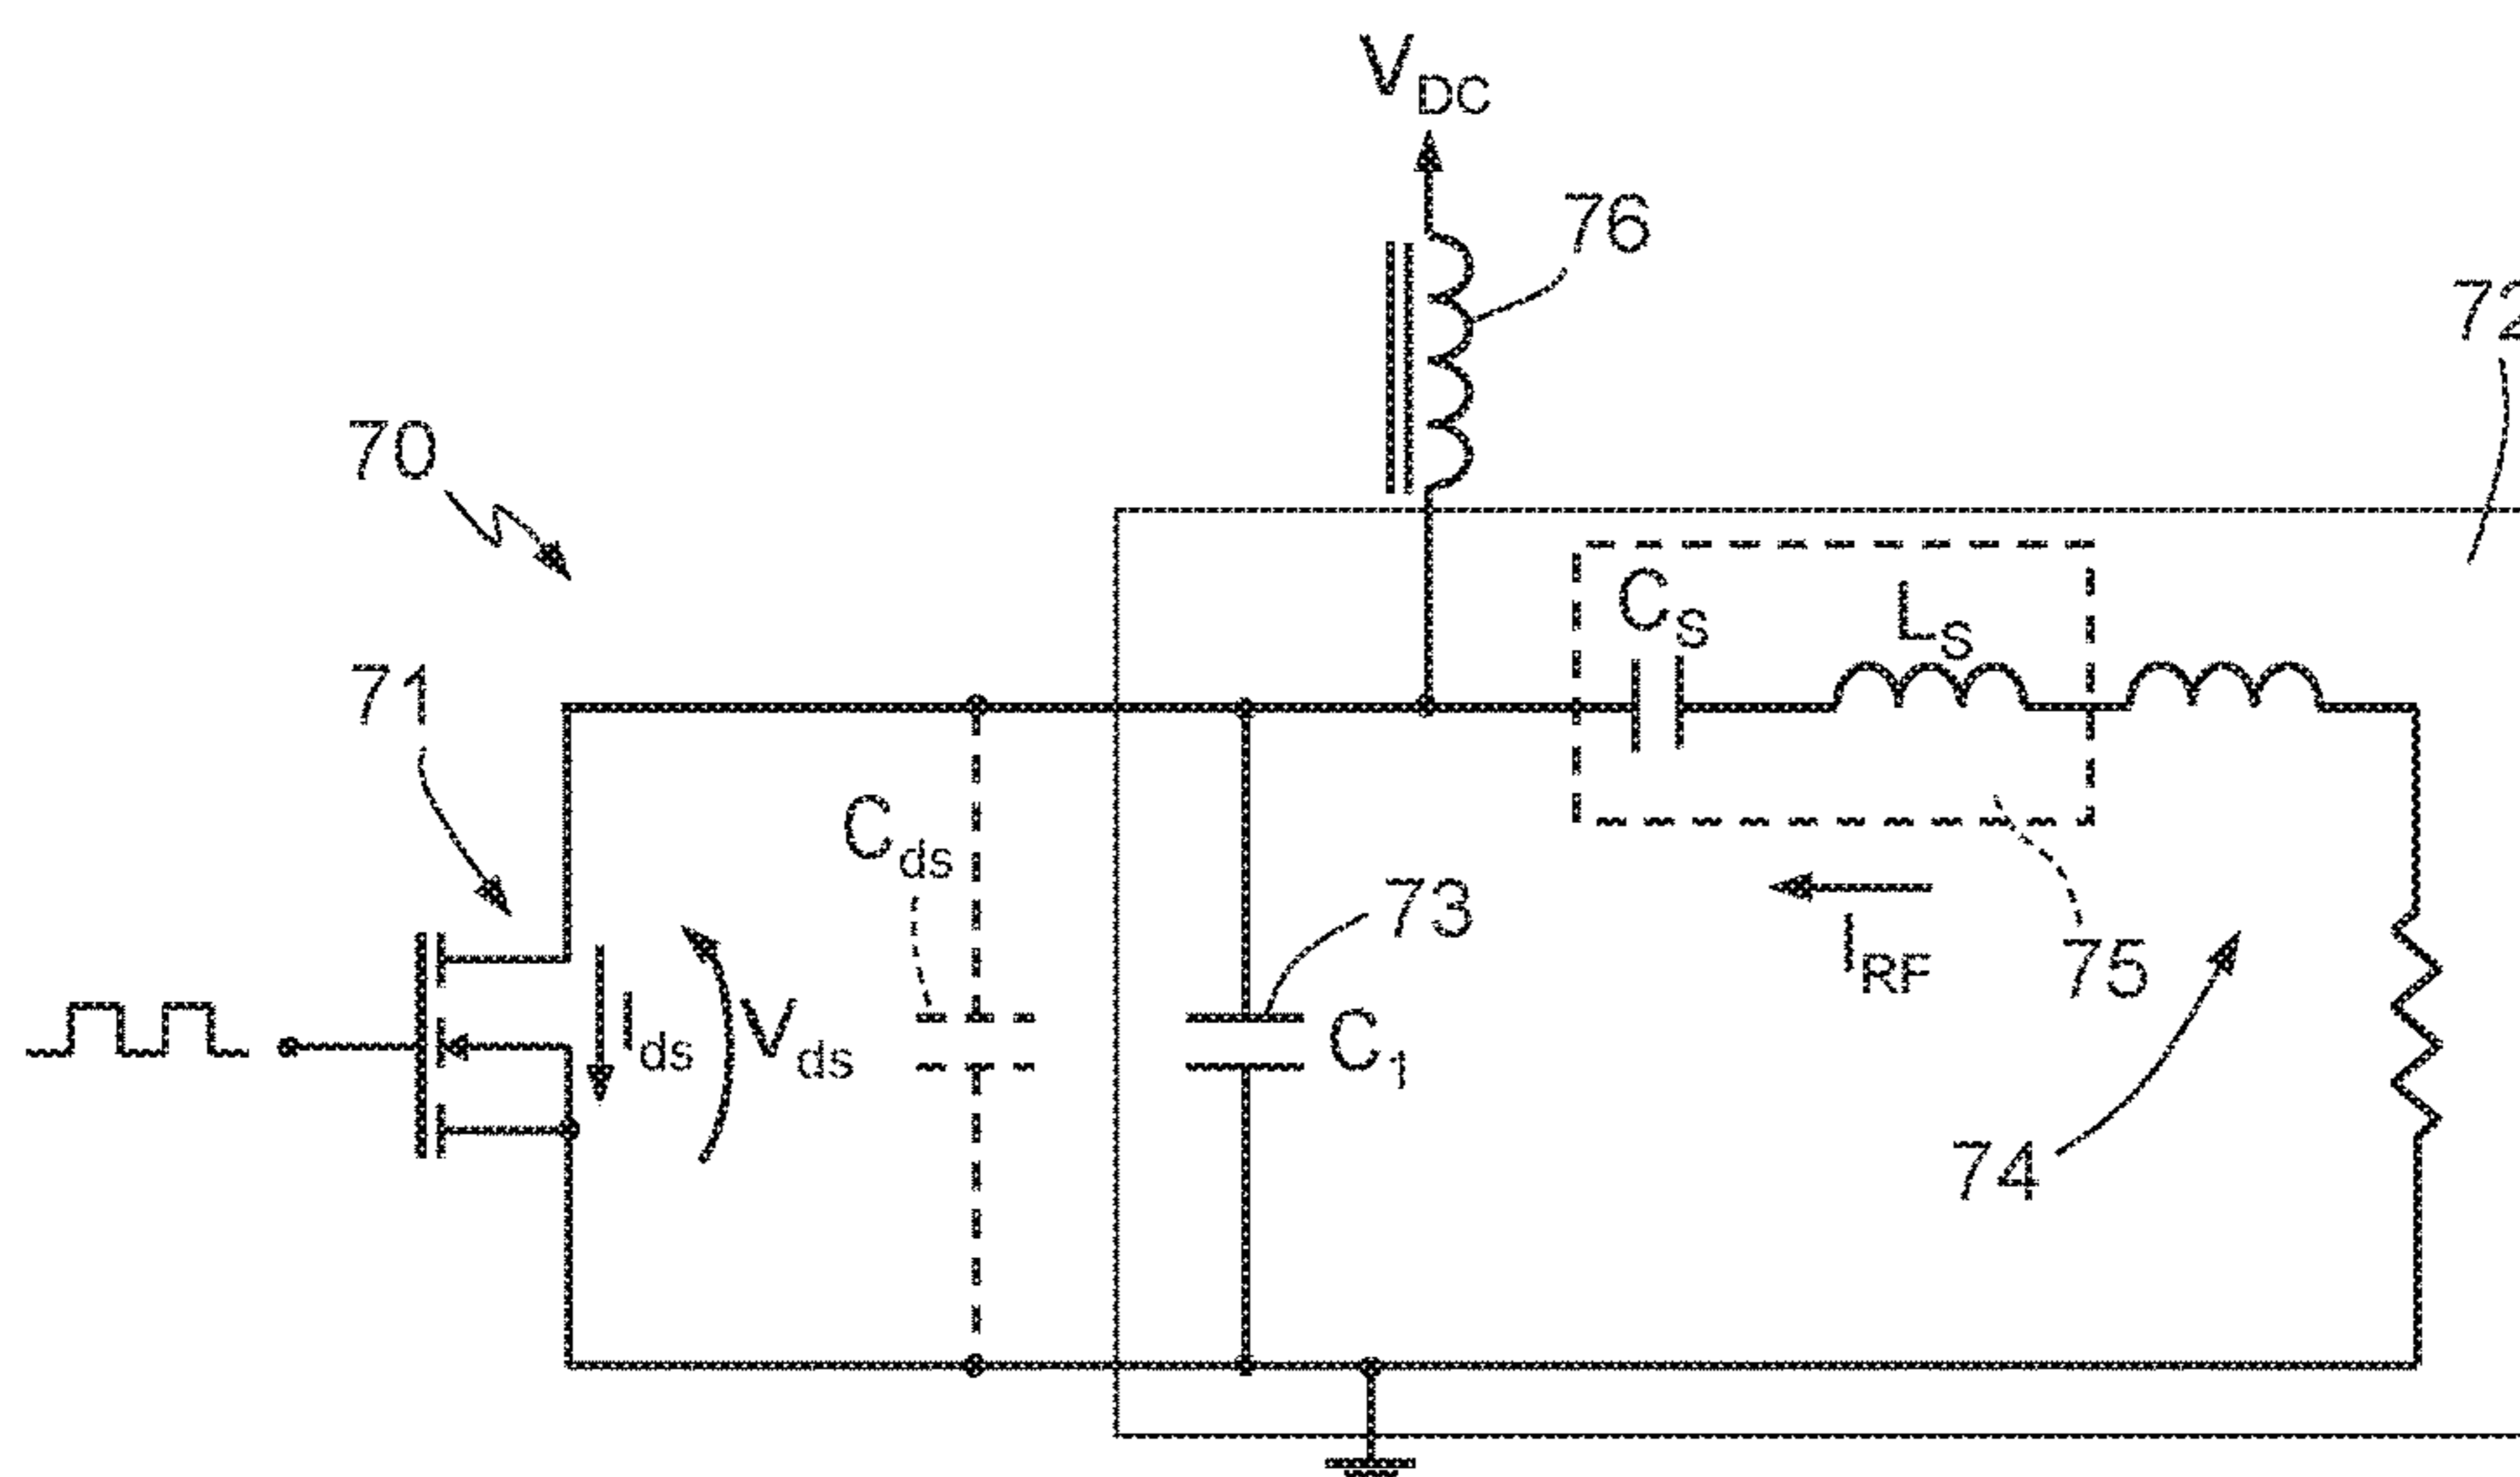 V_DC
76
72
70
C_S
L_S
71
C_ds
73
I_RF
75
I_ds
V_ds
C_1
74